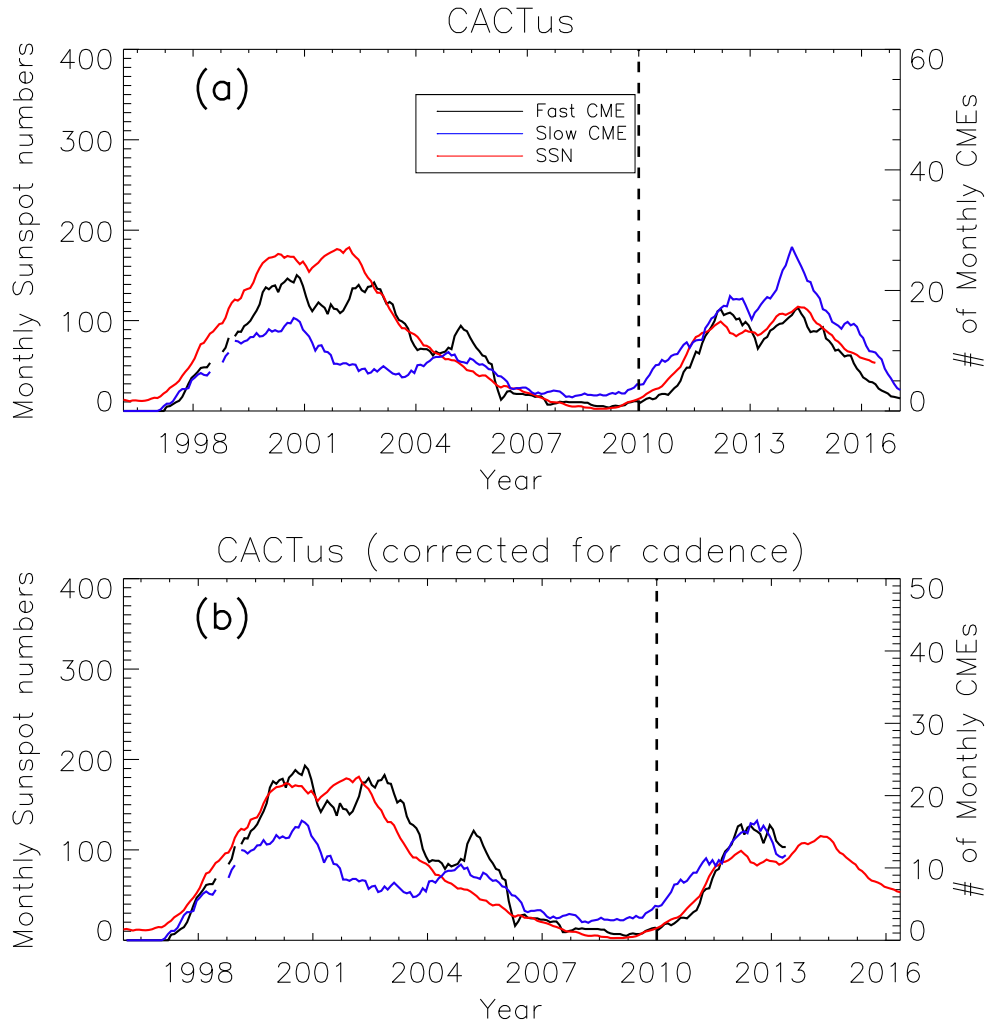 CACTus
(a)
Monthly Sunspot numbers
400
300
200
100
0
Fast CME
Slow CME
SSN
60
40
20
0
# of Monthly CMEs
1998 2001 2004 2007 2010 2013 2016
Year
CACTus (corrected for cadence)
(b)
Monthly Sunspot numbers
400
300
200
100
0
50
40
30
20
10
0
# of Monthly CMEs
1998 2001 2004 2007 2010 2013 2016
Year